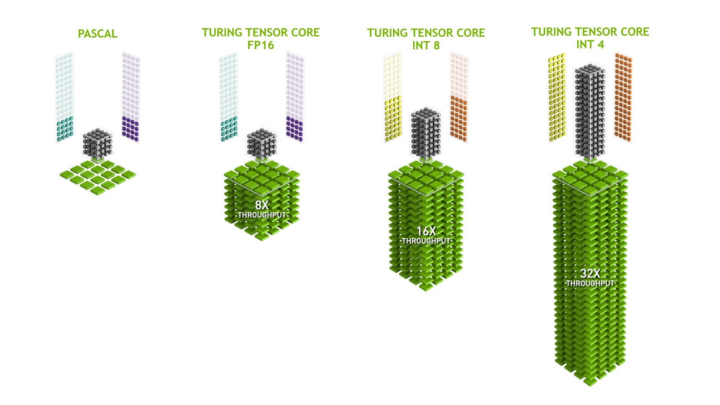 PASCAL
TURING TENSOR CORE
FP16
TURING TENSOR CORE
INT 8
TURING TENSOR CORE
INT 4
8X
THROUGHPUT
16X
THROUGHPUT
32X
THROUGHPUT